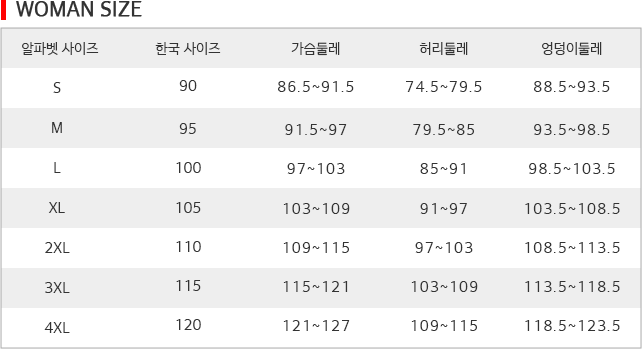 WOMAN SIZE
알파벳 사이즈 한국 사이즈 가슴둘레 허리둘레 엉덩이둘레
S 90 86.5~91.5 74.5~79.5 88.5~93.5
M 95 91.5~97 79.5~85 93.5~98.5
L 100 97~103 85~91 98.5~103.5
XL 105 103~109 91~97 103.5~108.5
2XL 110 109~115 97~103 108.5~113.5
3XL 115 115~121 103~109 113.5~118.5
4XL 120 121~127 109~115 118.5~123.5